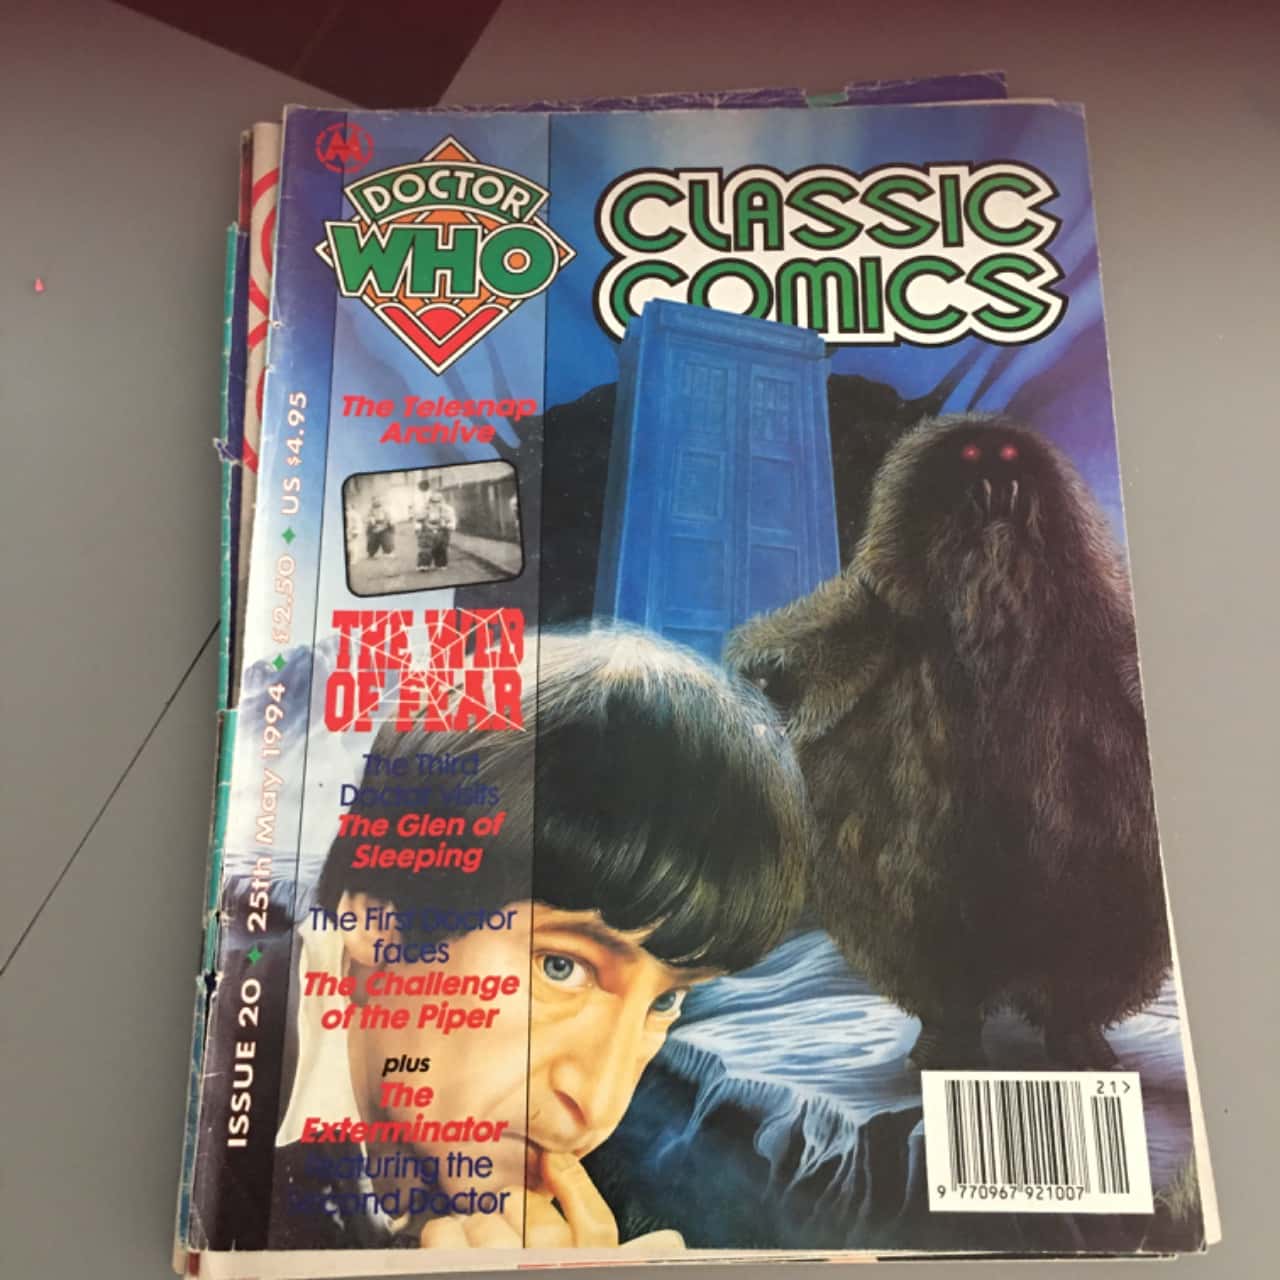 DOCTOR
WHO
CLASSIC
COMICS
The Telesnap
Archive
THE WEB
OF FEAR
The Third
Doctor visits
The Glen of
Sleeping
The First Doctor
faces
The Challenge
of the Piper
plus
The
Exterminator
featuring the
Second Doctor
ISSUE 20 ✦ 25th May 1994 ✦ £2.50 ✦ US $4.95
21>
9 770967 921007